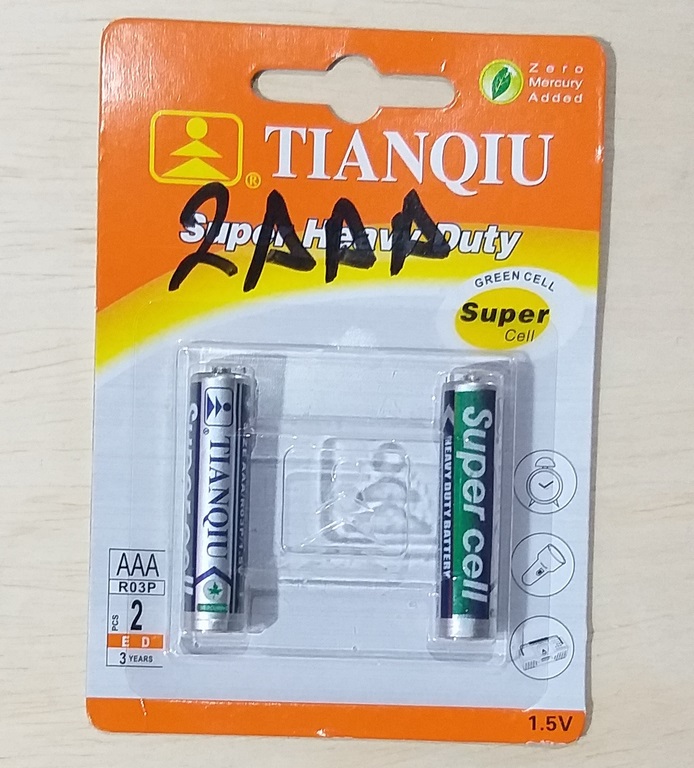 Zero
Mercury
Added
TIANQIU
®
Super Heavy Duty
2AAA
GREEN CELL
Super
Cell
TIANQIU
Super cell
HEAVY DUTY BATTERY
AAA
R03P
PCS 2
E D
3 YEARS
1.5V